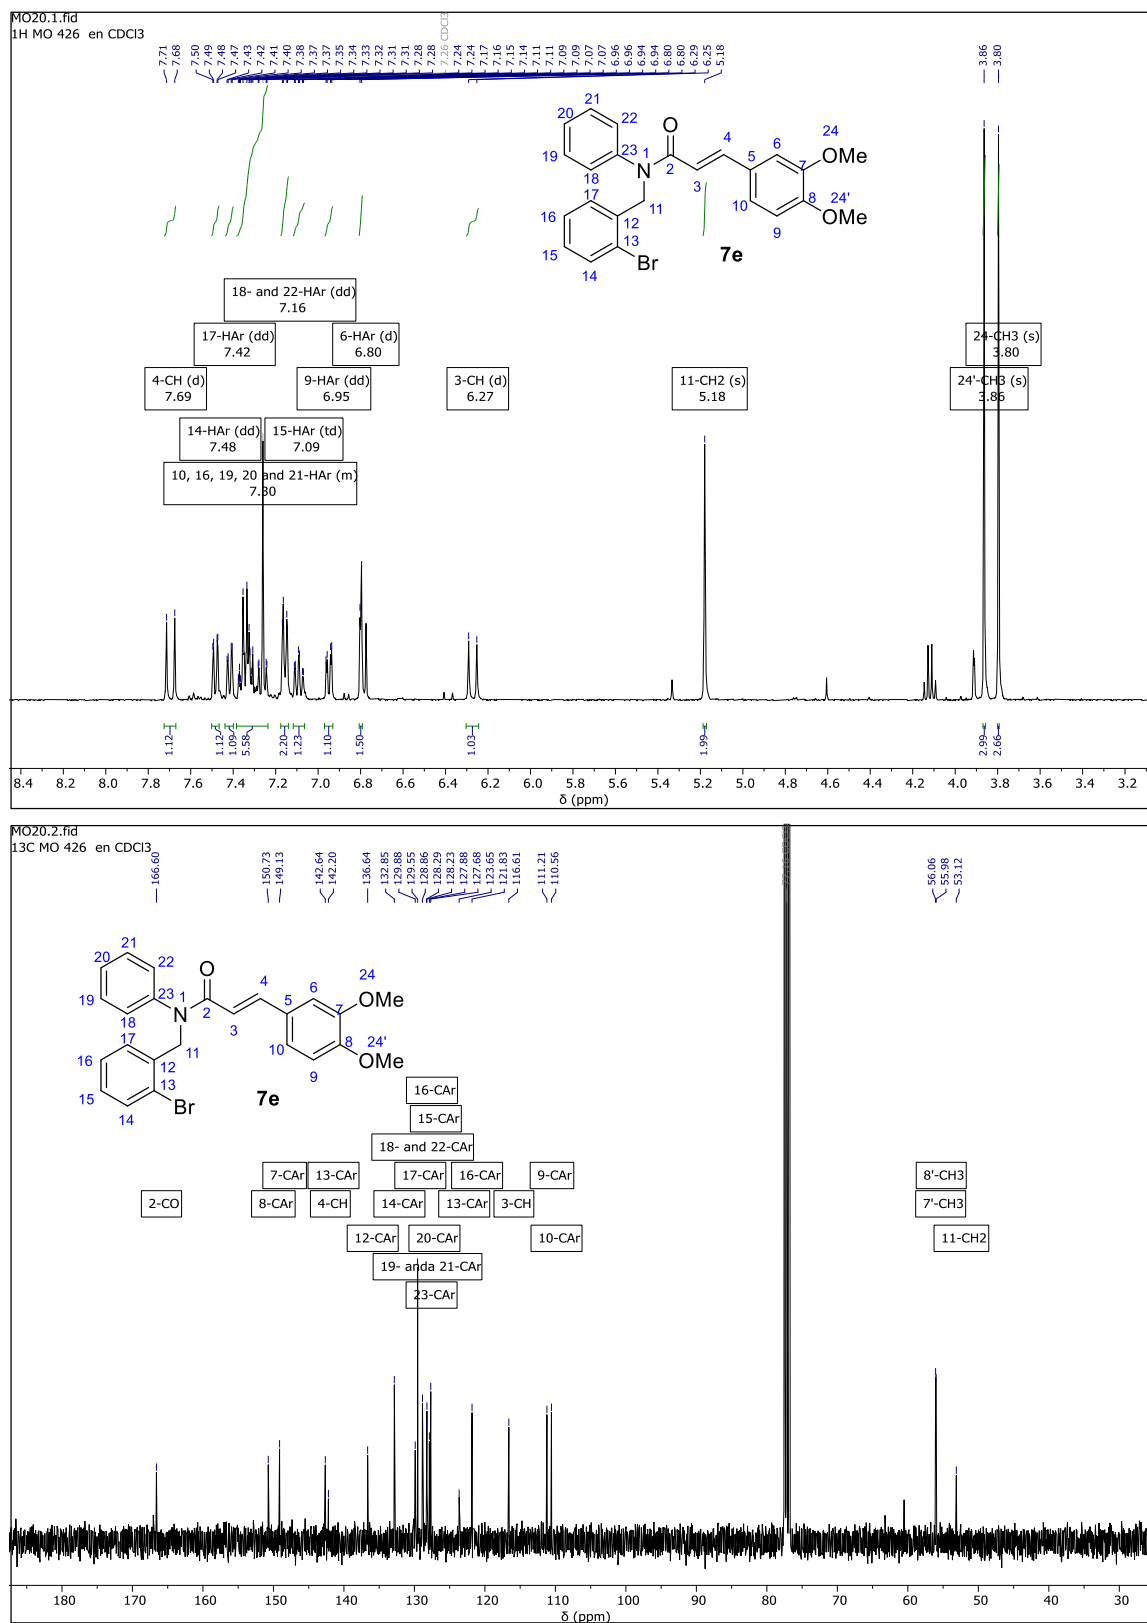 MO20.1.fid
1H MO 426  en CDCl3
7.71
7.68
7.50
7.49
7.48
7.47
7.43
7.42
7.41
7.40
7.38
7.37
7.37
7.35
7.34
7.33
7.32
7.31
7.31
7.28
7.28
7.26 CDCl3
7.24
7.24
7.17
7.16
7.15
7.14
7.11
7.11
7.09
7.09
7.07
7.07
6.96
6.96
6.94
6.94
6.80
6.80
6.29
6.25
5.18
3.86
3.80
21
20
22
O
4
6
24
19
23
1
5
7
OMe
N
2
18
3
8
24'
17
11
10
OMe
16
12
9
15
13
7e
14
Br
18- and 22-HAr (dd)
7.16
17-HAr (dd)
7.42
6-HAr (d)
6.80
24-CH3 (s)
3.80
4-CH (d)
7.69
9-HAr (dd)
6.95
3-CH (d)
6.27
11-CH2 (s)
5.18
24'-CH3 (s)
3.86
14-HAr (dd)
7.48
15-HAr (td)
7.09
10, 16, 19, 20 and 21-HAr (m)
7.30
1.12
1.12
1.09
5.58
2.20
1.23
1.10
1.50
1.03
1.99
2.99
2.66
8.4 8.2 8.0 7.8 7.6 7.4 7.2 7.0 6.8 6.6 6.4 6.2 6.0 5.8 5.6 5.4 5.2 5.0 4.8 4.6 4.4 4.2 4.0 3.8 3.6 3.4 3.2
δ (ppm)
MO20.2.fid
13C MO 426  en CDCl3
166.60
150.73
149.13
142.64
142.20
136.64
132.85
129.88
129.55
128.86
128.29
128.23
127.88
127.68
123.65
121.83
116.61
111.21
110.56
56.06
55.98
53.12
21
20
22
O
4
6
24
19
23
1
5
7
OMe
N
2
18
3
8
24'
17
11
10
OMe
16
12
9
15
13
7e
14
Br
16-CAr
15-CAr
18- and 22-CAr
7-CAr
13-CAr
17-CAr
16-CAr
9-CAr
8'-CH3
2-CO
8-CAr
4-CH
14-CAr
13-CAr
3-CH
7'-CH3
12-CAr
20-CAr
10-CAr
11-CH2
19- anda 21-CAr
23-CAr
180 170 160 150 140 130 120 110 100 90 80 70 60 50 40 30
δ (ppm)